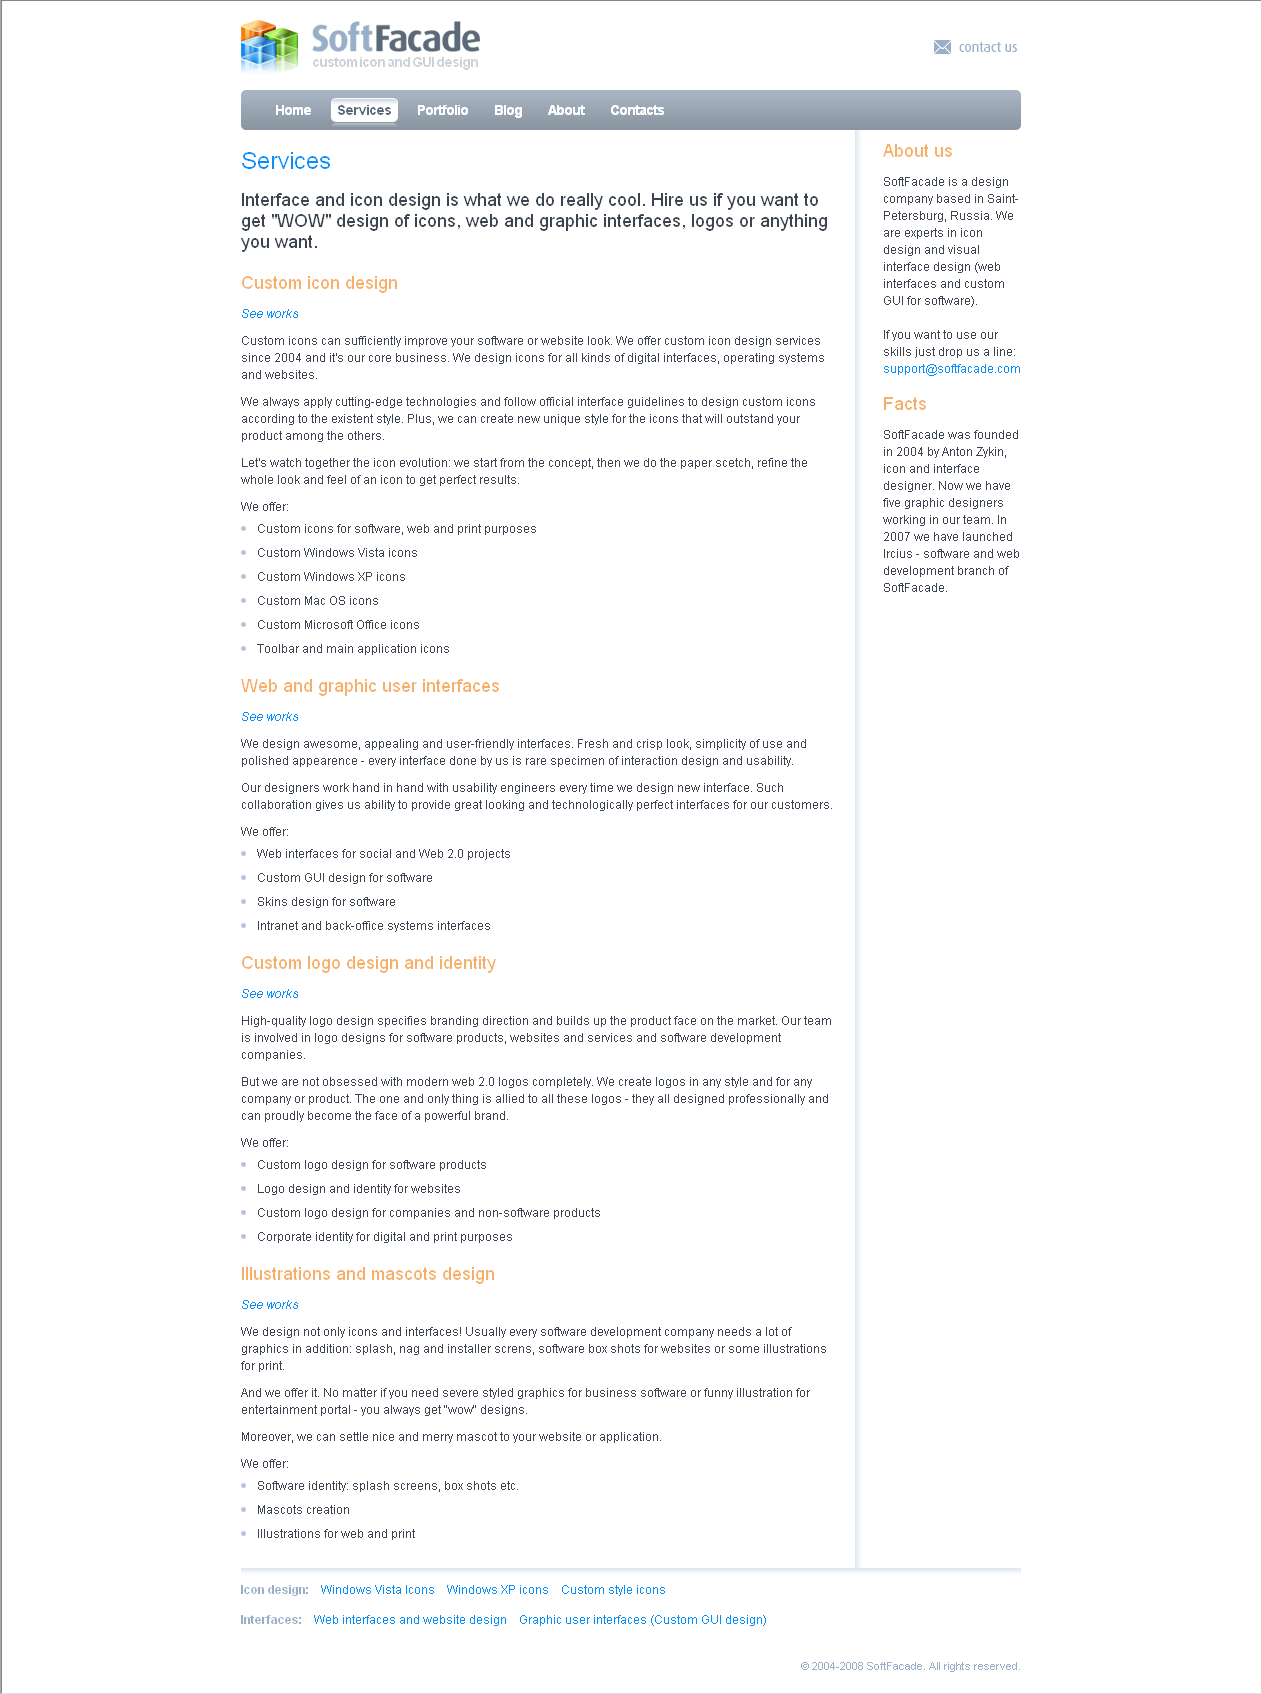 SoftFacade
custom icon and GUI design
contact us
Home Services Portfolio Blog About Contacts
Services
Interface and icon design is what we do really cool. Hire us if you want to
get "WOW" design of icons, web and graphic interfaces, logos or anything
you want.
Custom icon design
See works
Custom icons can sufficiently improve your software or website look. We offer custom icon design services
since 2004 and it's our core business. We design icons for all kinds of digital interfaces, operating systems
and websites.
We always apply cutting-edge technologies and follow official interface guidelines to design custom icons
according to the existent style. Plus, we can create new unique style for the icons that will outstand your
product among the others.
Let's watch together the icon evolution: we start from the concept, then we do the paper scetch, refine the
whole look and feel of an icon to get perfect results.
We offer:
Custom icons for software, web and print purposes
Custom Windows Vista icons
Custom Windows XP icons
Custom Mac OS icons
Custom Microsoft Office icons
Toolbar and main application icons
Web and graphic user interfaces
See works
We design awesome, appealing and user-friendly interfaces. Fresh and crisp look, simplicity of use and
polished appearence - every interface done by us is rare specimen of interaction design and usability.
Our designers work hand in hand with usability engineers every time we design new interface. Such
collaboration gives us ability to provide great looking and technologically perfect interfaces for our customers.
We offer:
Web interfaces for social and Web 2.0 projects
Custom GUI design for software
Skins design for software
Intranet and back-office systems interfaces
Custom logo design and identity
See works
High-quality logo design specifies branding direction and builds up the product face on the market. Our team
is involved in logo designs for software products, websites and services and software development
companies.
But we are not obsessed with modern web 2.0 logos completely. We create logos in any style and for any
company or product. The one and only thing is allied to all these logos - they all designed professionally and
can proudly become the face of a powerful brand.
We offer:
Custom logo design for software products
Logo design and identity for websites
Custom logo design for companies and non-software products
Corporate identity for digital and print purposes
Illustrations and mascots design
See works
We design not only icons and interfaces! Usually every software development company needs a lot of
graphics in addition: splash, nag and installer screns, software box shots for websites or some illustrations
for print.
And we offer it. No matter if you need severe styled graphics for business software or funny illustration for
entertainment portal - you always get "wow" designs.
Moreover, we can settle nice and merry mascot to your website or application.
We offer:
Software identity: splash screens, box shots etc.
Mascots creation
Illustrations for web and print
About us
SoftFacade is a design
company based in Saint-
Petersburg, Russia. We
are experts in icon
design and visual
interface design (web
interfaces and custom
GUI for software).
If you want to use our
skills just drop us a line:
support@softfacade.com
Facts
SoftFacade was founded
in 2004 by Anton Zykin,
icon and interface
designer. Now we have
five graphic designers
working in our team. In
2007 we have launched
Ircius - software and web
development branch of
SoftFacade.
Icon design: Windows Vista Icons Windows XP icons Custom style icons
Interfaces: Web interfaces and website design Graphic user interfaces (Custom GUI design)
© 2004-2008 SoftFacade. All rights reserved.